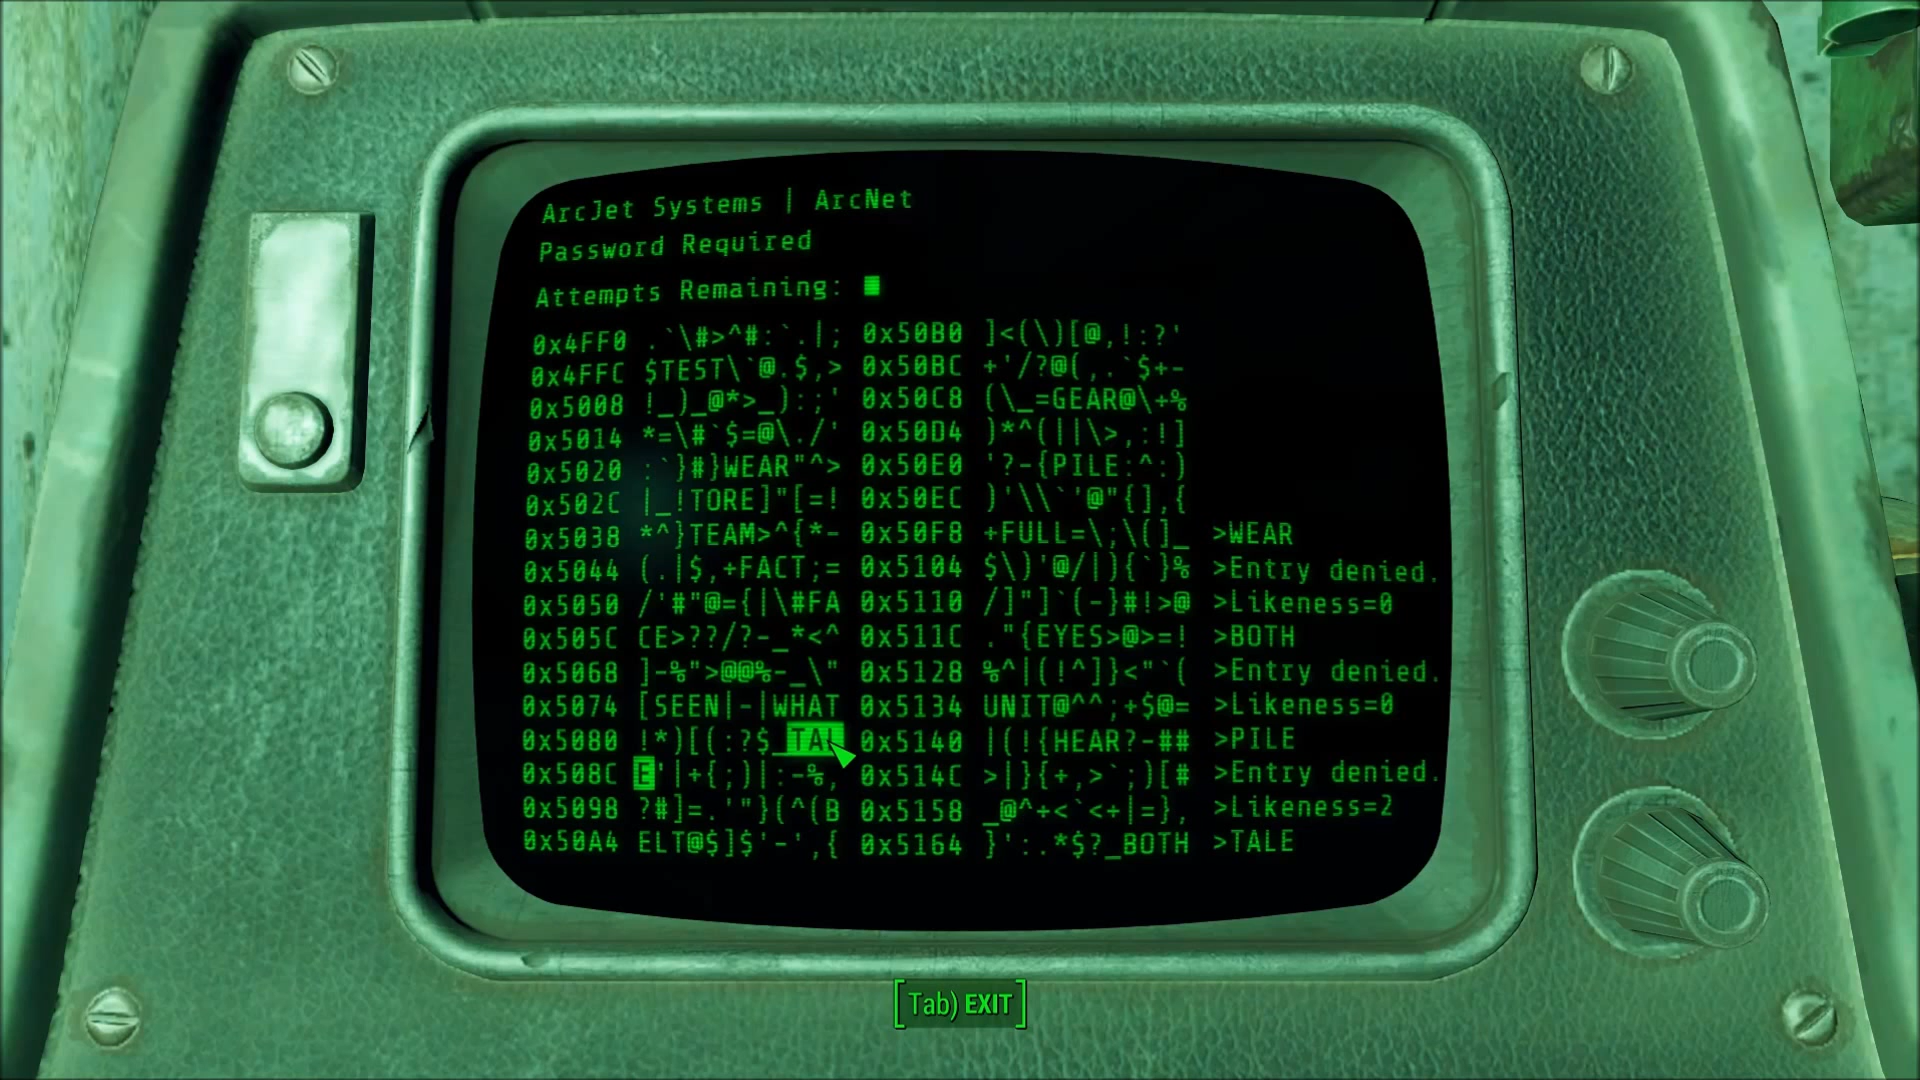 ArcJet Systems | ArcNet
Password Required
Attempts Remaining: ■
0x4FF0 .`\#>^#:`.|; 0x50B0 ]<(\)[@,!:?'
0x4FFC $TEST\`@.$,> 0x50BC +'/?@(,.`$+-
0x5008 !_)_@*>_):;' 0x50C8 (\_=GEAR@\+%
0x5014 *=\#`$=@\./' 0x50D4 )*^(||\>,:!]
0x5020 :`}#}WEAR"^> 0x50E0 '?-{PILE:^:)
0x502C |_!TORE]"[=! 0x50EC )'\\`'@"{],{
0x5038 *^}TEAM>^{*- 0x50F8 +FULL=\;\(]_ >WEAR
0x5044 (.|$,+FACT;= 0x5104 $\)'@/|){`}% >Entry denied.
0x5050 /'#"@={|\#FA 0x5110 /]"]`(-}#!>@ >Likeness=0
0x505C CE>??/?-_*<^ 0x511C ."{EYES>@>=! >BOTH
0x5068 ]-%">@@%-_\" 0x5128 %^|(!^]}<"`( >Entry denied.
0x5074 [SEEN|-|WHAT 0x5134 UNIT@^^;+$@= >Likeness=0
0x5080 !*)[(:?$_TAL 0x5140 |(!{HEAR?-## >PILE
0x508C E'|+{;)|:-%, 0x514C >|}{+,>`;)[# >Entry denied.
0x5098 ?#]=.'"}(^(B 0x5158 _@^+<`<+|=}, >Likeness=2
0x50A4 ELT@$]$'-',{ 0x5164 }':.*$?_BOTH >TALE
[Tab) EXIT]